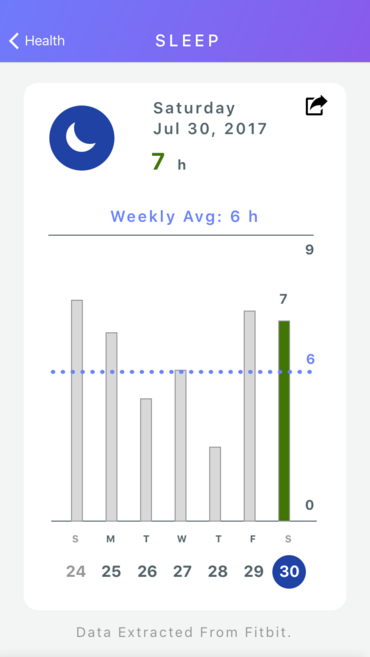 Health
SLEEP
Saturday
Jul 30, 2017
7 h
Weekly Avg: 6 h
9
7
6
0
S M T W T F S
24 25 26 27 28 29 30
Data Extracted From Fitbit.